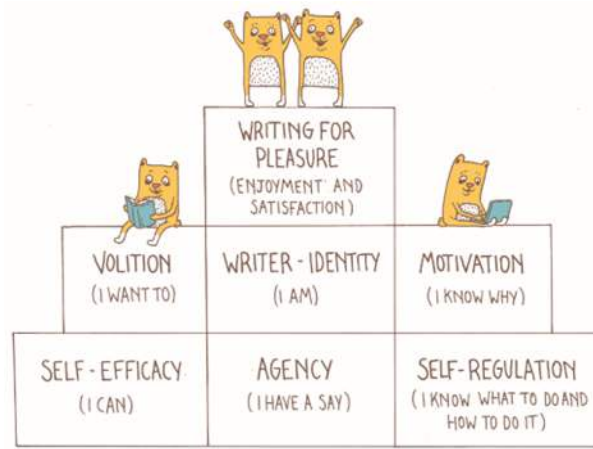 WRITING FOR
PLEASURE
(ENJOYMENT AND
SATISFACTION)
VOLITION
(I WANT TO)
WRITER-IDENTITY
(I AM)
MOTIVATION
(I KNOW WHY)
SELF-EFFICACY
(I CAN)
AGENCY
(I HAVE A SAY)
SELF-REGULATION
(I KNOW WHAT TO DO AND
HOW TO DO IT)